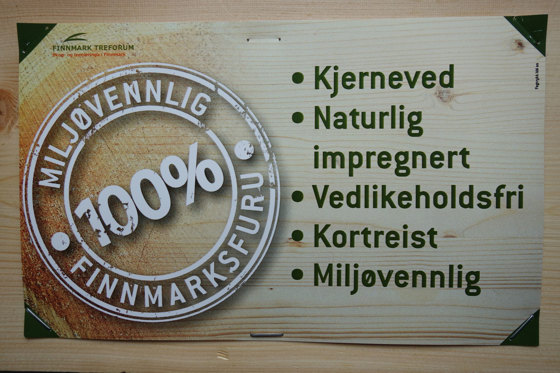 FINNMARK TREFORUM
MILJØVENNLIG
100%
FINNMARKSFURU
• Kjerneved
• Naturlig
impregnert
• Vedlikeholdsfri
• Kortreist
• Miljøvennlig